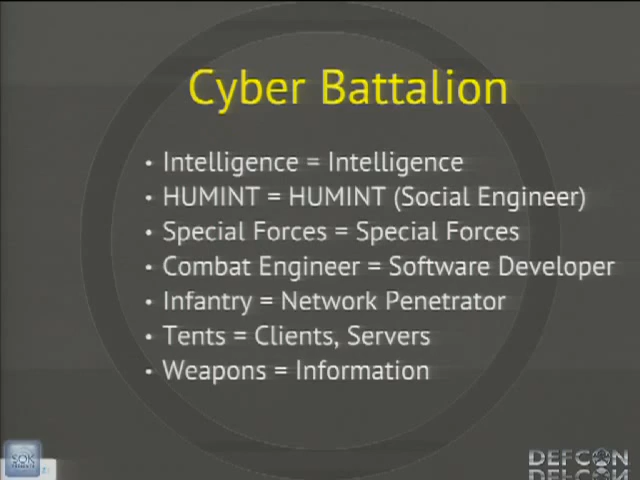 Cyber Battalion
• Intelligence = Intelligence
• HUMINT = HUMINT (Social Engineer)
• Special Forces = Special Forces
• Combat Engineer = Software Developer
• Infantry = Network Penetrator
• Tents = Clients, Servers
• Weapons = Information
SOK
DEFCON